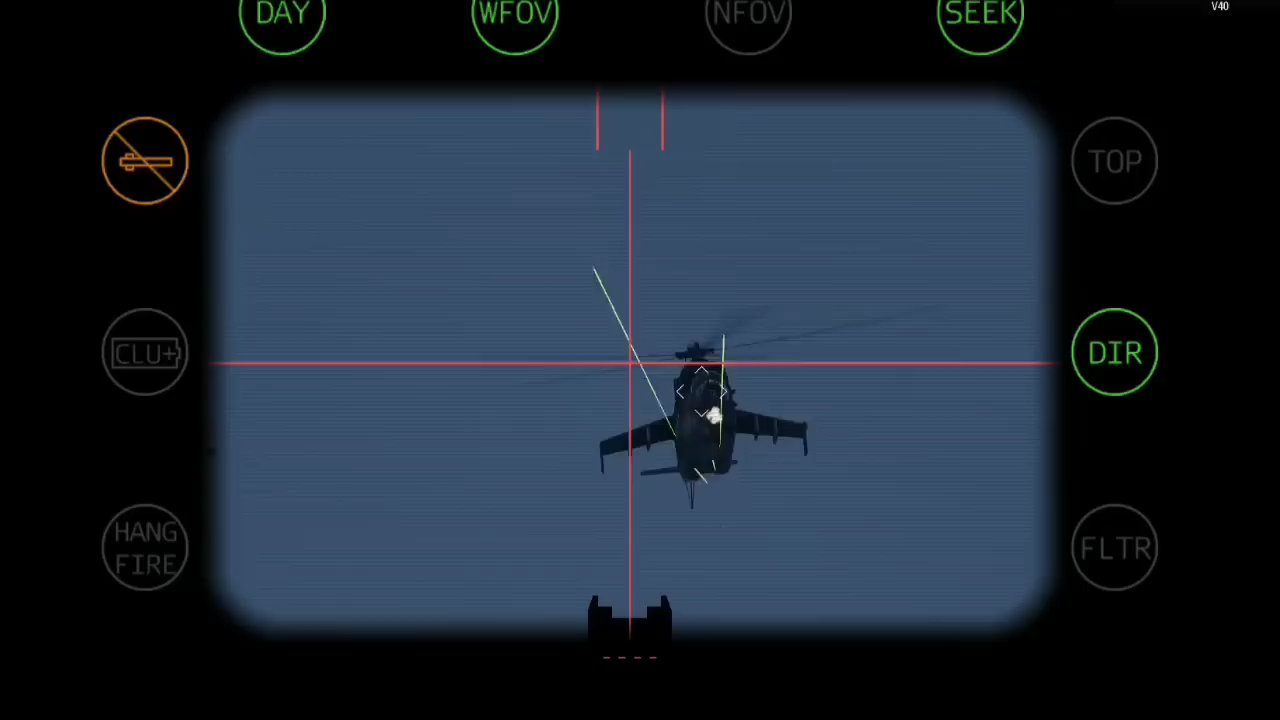 DAY
WFOV
NFOV
SEEK
V40
TOP
CLU+
DIR
HANG
FIRE
FLTR